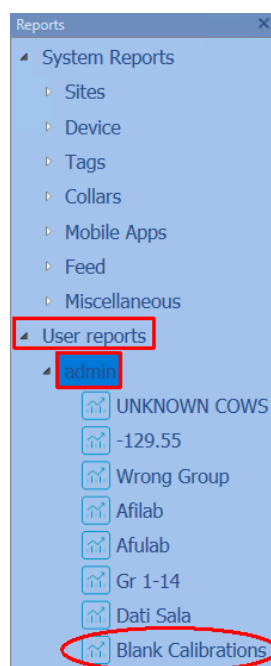 Reports
System Reports
Sites
Device
Tags
Collars
Mobile Apps
Feed
Miscellaneous
User reports
admin
UNKNOWN COWS
-129.55
Wrong Group
Afilab
Afulab
Gr 1-14
Dati Sala
Blank Calibrations